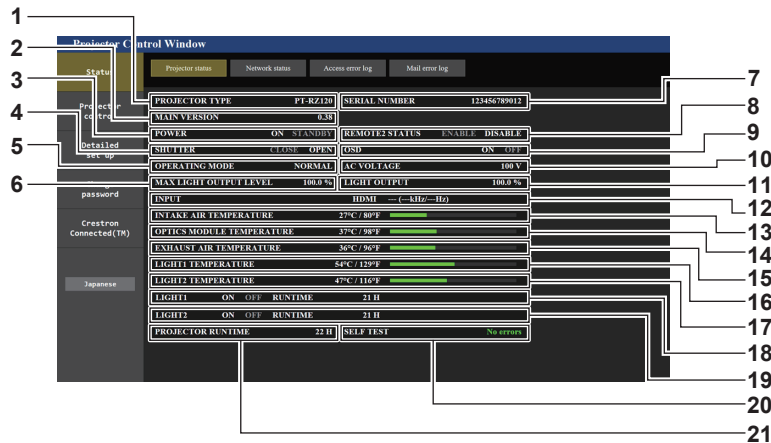 Projector Control Window
Status
Projector status Network status Access error log Mail error log
Projector control
Detailed set up
password
Crestron Connected(TM)
Japanese
PROJECTOR TYPE PT-RZ120 SERIAL NUMBER 123456789012
MAIN VERSION 0.38
POWER ON STANDBY REMOTE2 STATUS ENABLE DISABLE
SHUTTER CLOSE OPEN OSD ON OFF
OPERATING MODE NORMAL AC VOLTAGE 100 V
MAX LIGHT OUTPUT LEVEL 100.0 % LIGHT OUTPUT 100.0 %
INPUT HDMI --- (---kHz/---Hz)
INTAKE AIR TEMPERATURE 27°C / 80°F
OPTICS MODULE TEMPERATURE 37°C / 98°F
EXHAUST AIR TEMPERATURE 36°C / 96°F
LIGHT1 TEMPERATURE 54°C / 129°F
LIGHT2 TEMPERATURE 47°C / 116°F
LIGHT1 ON OFF RUNTIME 21 H
LIGHT2 ON OFF RUNTIME 21 H
PROJECTOR RUNTIME 22 H SELF TEST No errors
1
2
3
4
5
6
7
8
9
10
11
12
13
14
15
16
17
18
19
20
21